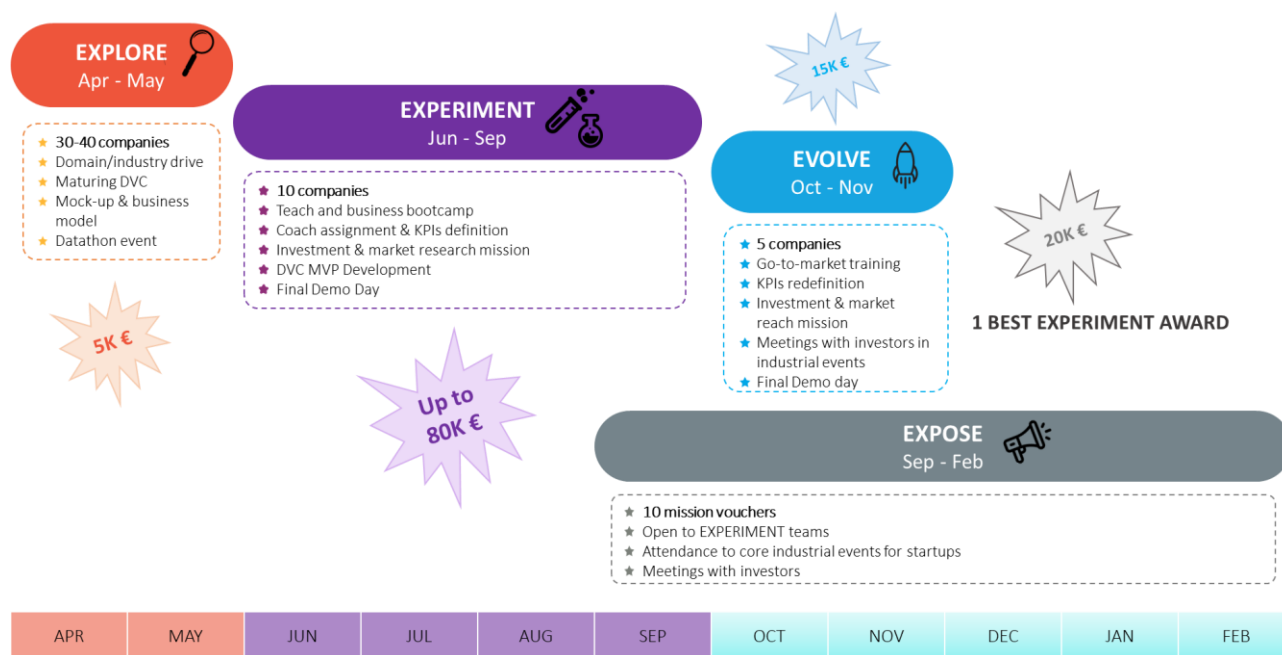 EXPLORE
Apr - May
30-40 companies
Domain/industry drive
Maturing DVC
Mock-up & business
model
Datathon event
5K €
EXPERIMENT
Jun - Sep
10 companies
Teach and business bootcamp
Coach assignment & KPIs definition
Investment & market research mission
DVC MVP Development
Final Demo Day
Up to
80K €
15K €
EVOLVE
Oct - Nov
5 companies
Go-to-market training
KPIs redefinition
Investment & market
reach mission
Meetings with investors in
industrial events
Final Demo day
20K €
1 BEST EXPERIMENT AWARD
EXPOSE
Sep - Feb
10 mission vouchers
Open to EXPERIMENT teams
Attendance to core industrial events for startups
Meetings with investors
APR MAY JUN JUL AUG SEP OCT NOV DEC JAN FEB